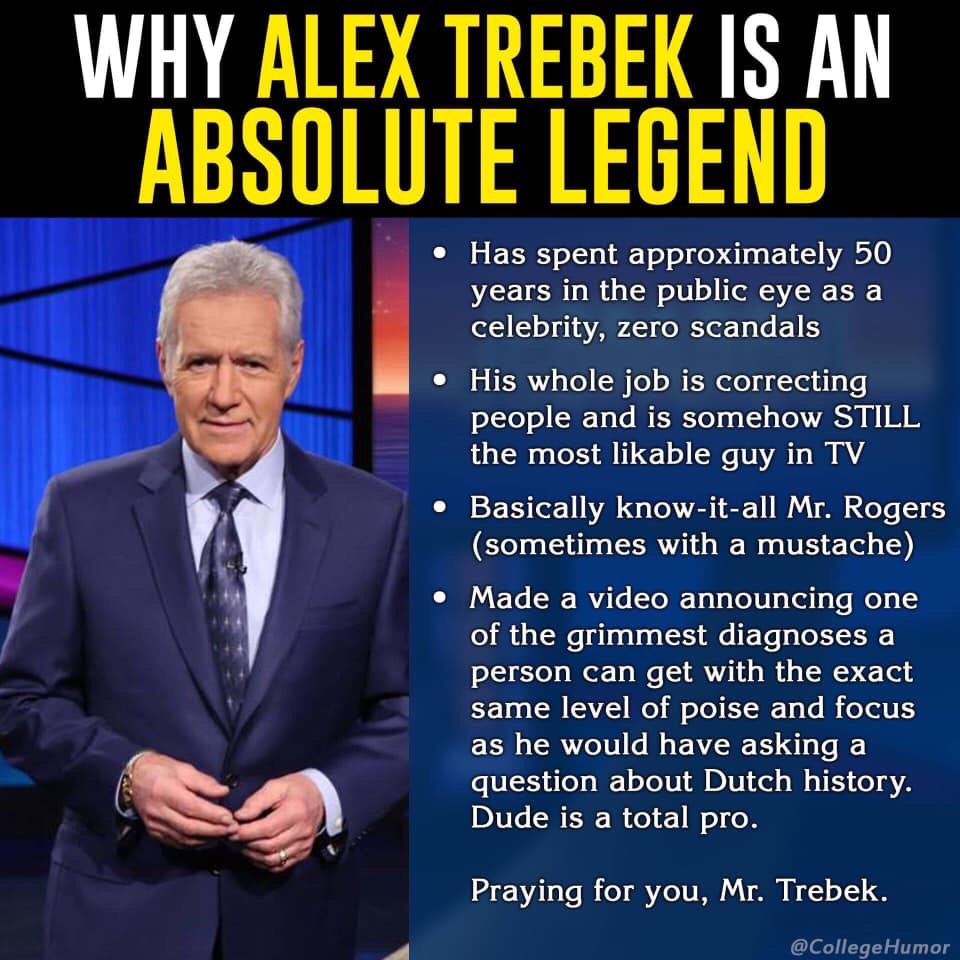 WHY ALEX TREBEK IS AN
ABSOLUTE LEGEND
• Has spent approximately 50
years in the public eye as a
celebrity, zero scandals
• His whole job is correcting
people and is somehow STILL
the most likable guy in TV
• Basically know-it-all Mr. Rogers
(sometimes with a mustache)
• Made a video announcing one
of the grimmest diagnoses a
person can get with the exact
same level of poise and focus
as he would have asking a
question about Dutch history.
Dude is a total pro.
Praying for you, Mr. Trebek.
@CollegeHumor